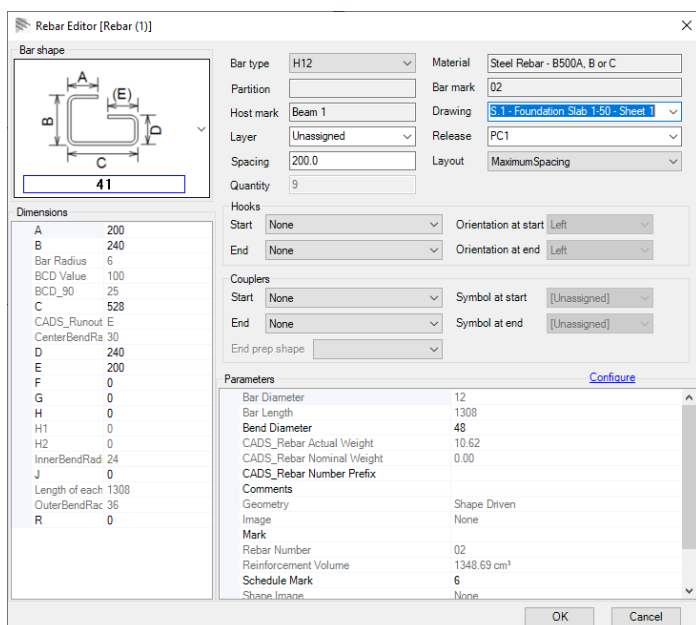 Rebar Editor [Rebar (1)]
Bar shape
A
(E)
B
D
C
41
Bar type H12
Material Steel Rebar - B500A, B or C
Partition
Bar mark 02
Host mark Beam 1
Drawing S.1 - Foundation Slab 1-50 - Sheet 1
Layer Unassigned
Release PC1
Spacing 200.0
Layout MaximumSpacing
Quantity 9
Hooks
Start None
Orientation at start Left
End None
Orientation at end Left
Couplers
Start None
Symbol at start [Unassigned]
End None
Symbol at end [Unassigned]
End prep shape
Dimensions
A 200
B 240
Bar Radius 6
BCD Value 100
BCD_90 25
C 528
CADS_Runout E
CenterBendRa 30
D 240
E 200
F 0
G 0
H 0
H1 0
H2 0
InnerBendRad 24
J 0
Length of each 1308
OuterBendRac 36
R 0
Parameters
Configure
Bar Diameter 12
Bar Length 1308
Bend Diameter 48
CADS_Rebar Actual Weight 10.62
CADS_Rebar Nominal Weight 0.00
CADS_Rebar Number Prefix
Comments
Geometry Shape Driven
Image None
Mark
Rebar Number 02
Reinforcement Volume 1348.69 cm³
Schedule Mark 6
Shape Image None
OK
Cancel